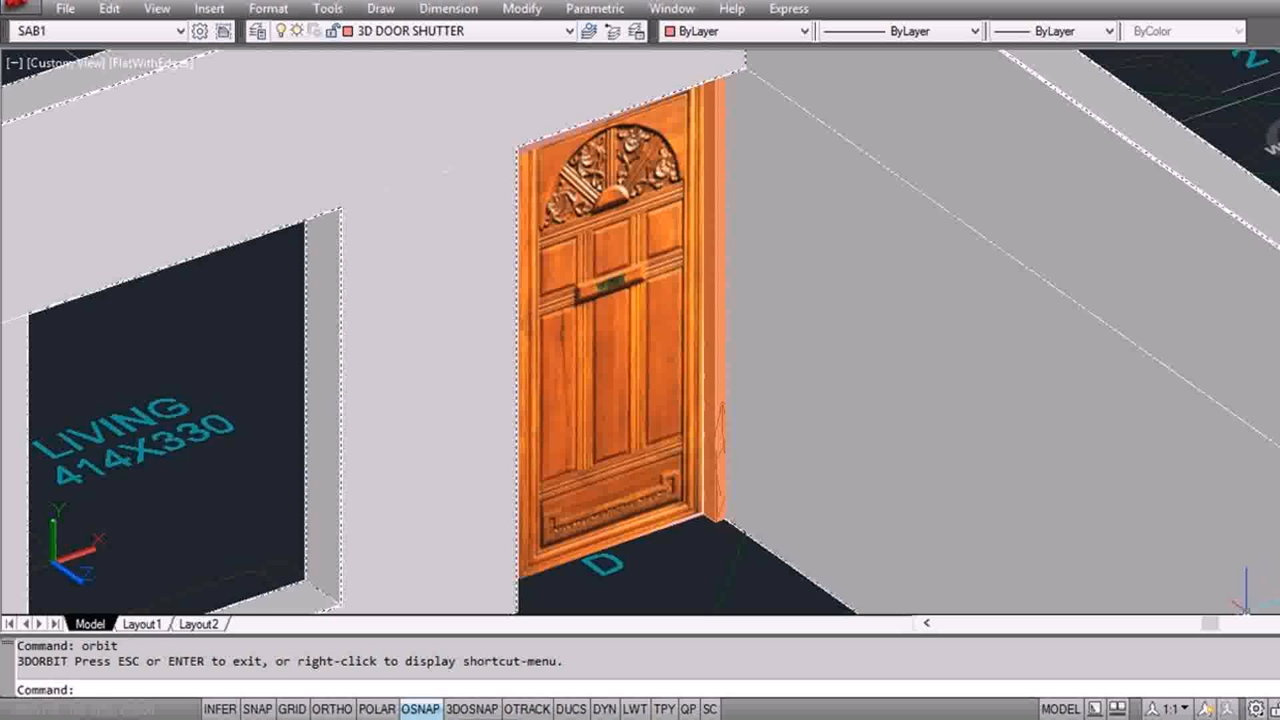 File Edit View Insert Format Tools Draw Dimension Modify Parametric Window Help Express
SAB1 3D DOOR SHUTTER ByLayer ByLayer ByLayer ByColor
[−] [Custom View] [FlatWithEdges]
LIVING
414X330
Y
X
Z
D
Model Layout1 Layout2
Command: orbit
3DORBIT Press ESC or ENTER to exit, or right-click to display shortcut-menu.
Command:
INFER SNAP GRID ORTHO POLAR OSNAP 3DOSNAP OTRACK DUCS DYN LWT TPY QP SC MODEL 1:1